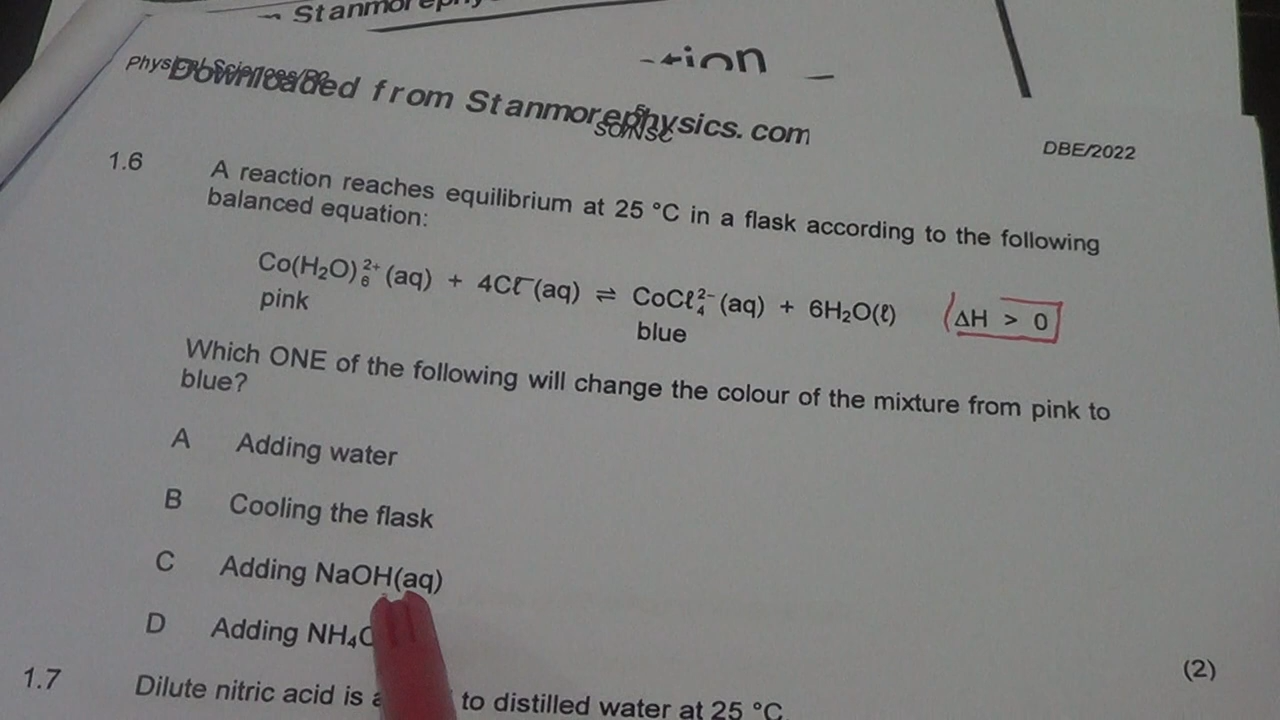 Stanmor
tion
Downloaded from Stanmorephysics.com
DBE/2022
1.6 A reaction reaches equilibrium at 25 °C in a flask according to the following
balanced equation:
Co(H₂O)₆²⁺(aq) + 4Cℓ⁻(aq) ⇌ CoCℓ₄²⁻(aq) + 6H₂O(ℓ) ΔH > 0
pink blue
Which ONE of the following will change the colour of the mixture from pink to
blue?
A Adding water
B Cooling the flask
C Adding NaOH(aq)
D Adding NH₄C
(2)
1.7 Dilute nitric acid is to distilled water at 25 °C.